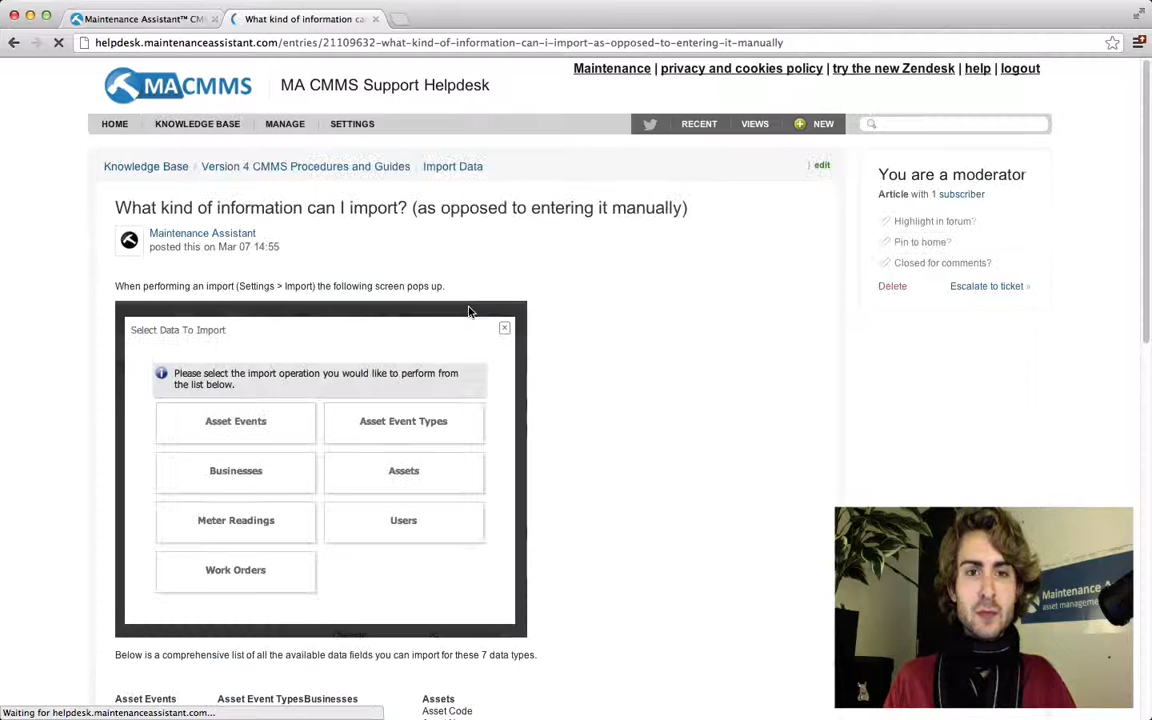 Maintenance Assistant™ CM
What kind of information ca
helpdesk.maintenanceassistant.com/entries/21109632-what-kind-of-information-can-i-import-as-opposed-to-entering-it-manually
Maintenance | privacy and cookies policy | try the new Zendesk | help | logout
MACMMS
MA CMMS Support Helpdesk
HOME KNOWLEDGE BASE MANAGE SETTINGS RECENT VIEWS NEW
Knowledge Base / Version 4 CMMS Procedures and Guides Import Data
edit
What kind of information can I import? (as opposed to entering it manually)
Maintenance Assistant
posted this on Mar 07 14:55
When performing an import (Settings > Import) the following screen pops up.
Select Data To Import
Please select the import operation you would like to perform from
the list below.
Asset Events Asset Event Types
Businesses Assets
Meter Readings Users
Work Orders
Below is a comprehensive list of all the available data fields you can import for these 7 data types.
Asset Events Asset Event TypesBusinesses Assets
Asset Code
You are a moderator
Article with 1 subscriber
Highlight in forum?
Pin to home?
Closed for comments?
Delete Escalate to ticket »
Maintenance A
asset manageme
Waiting for helpdesk.maintenanceassistant.com...